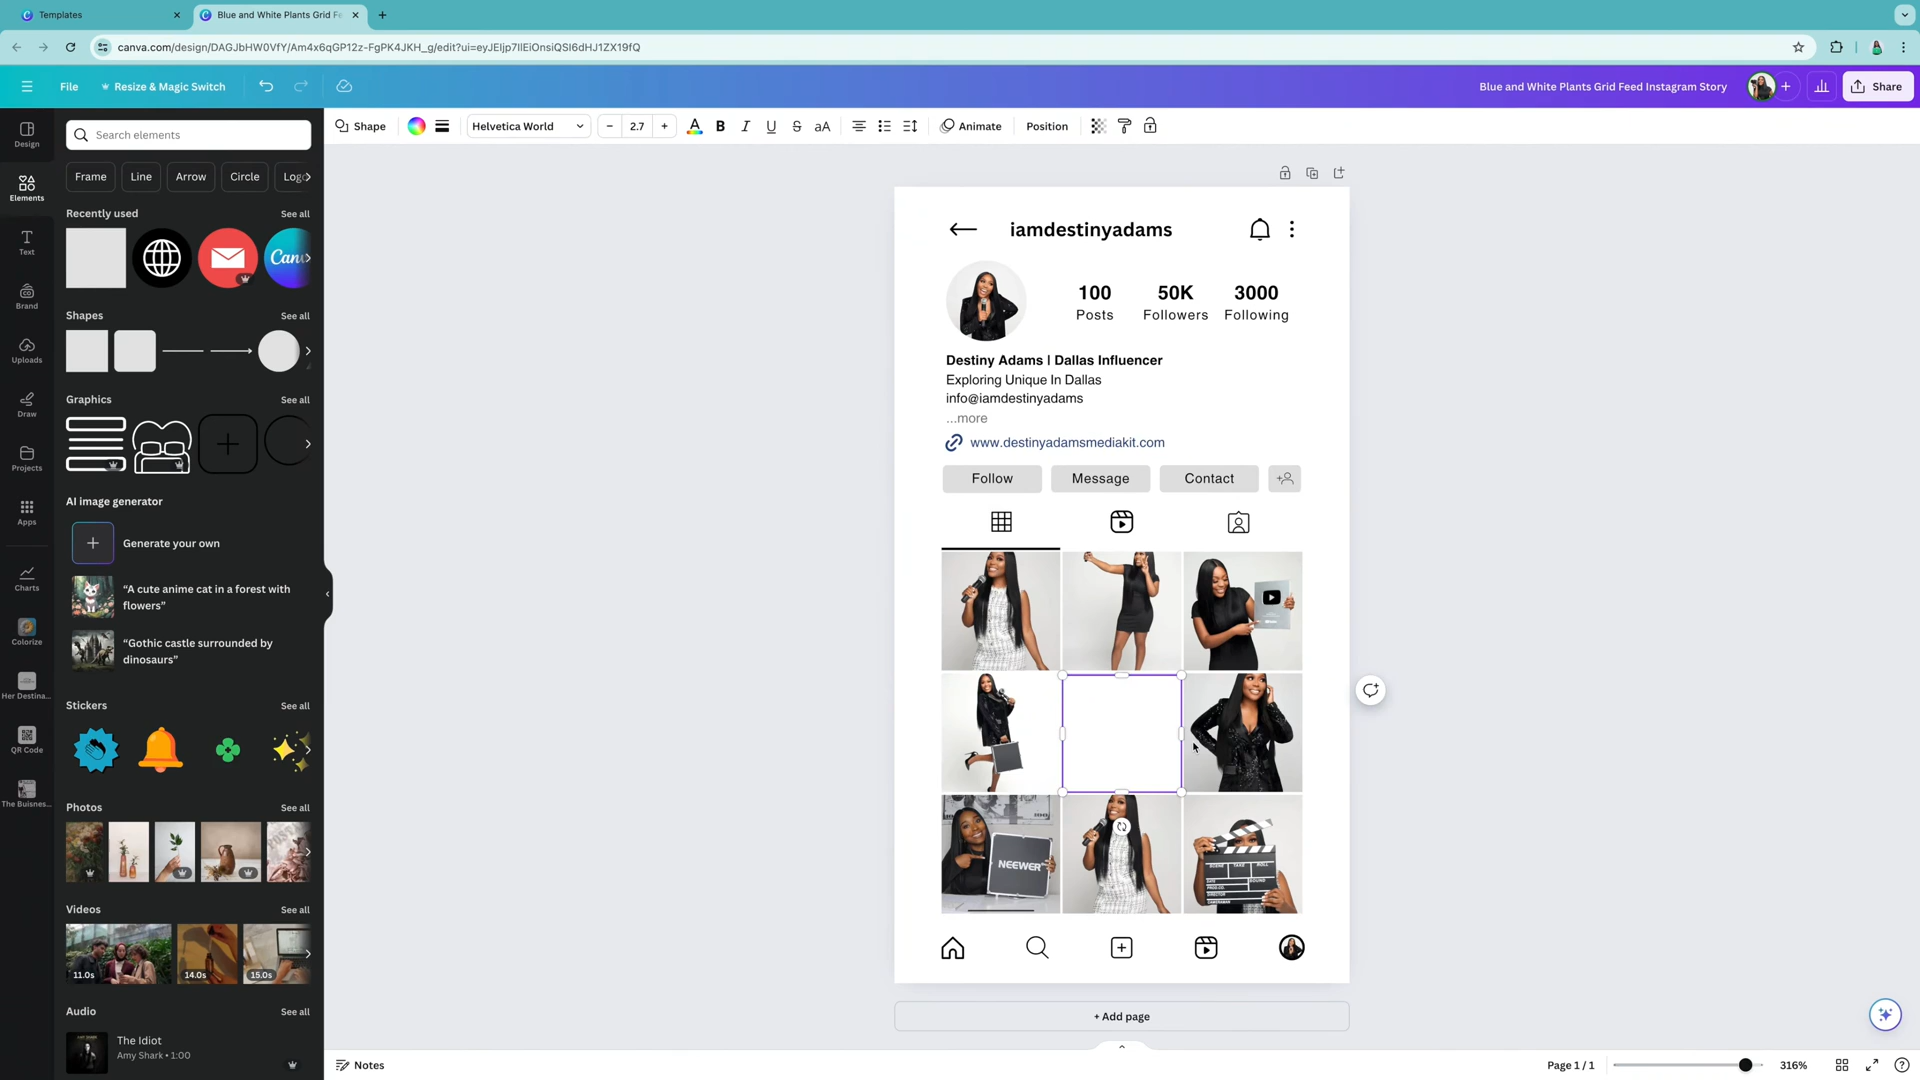 Templates
Blue and White Plants Grid Fe
canva.com/design/DAGJbHW0VfY/Am4x6qGP12z-FgPK4JKH_g/edit?ui=eyJEIjp7IlEiOnsiQSI6dHJ1ZX19fQ
File
Resize & Magic Switch
Blue and White Plants Grid Feed Instagram Story
Share
Shape
Helvetica World
2.7
A
B
I
U
S
aA
Animate
Position
Design
Elements
Text
Brand
Uploads
Draw
Projects
Apps
Charts
Colorize
Her Destina...
QR Code
The Buisnes...
Search elements
Frame
Line
Arrow
Circle
Logo
Recently used
See all
Canv
Shapes
See all
Graphics
See all
AI image generator
Generate your own
“A cute anime cat in a forest with
flowers”
“Gothic castle surrounded by
dinosaurs”
Stickers
See all
Photos
See all
Videos
See all
11.0s
14.0s
15.0s
Audio
See all
The Idiot
Amy Shark • 1:00
iamdestinyadams
100
Posts
50K
Followers
3000
Following
Destiny Adams | Dallas Influencer
Exploring Unique In Dallas
info@iamdestinyadams
...more
www.destinyadamsmediakit.com
Follow
Message
Contact
NEEWER
+ Add page
Notes
Page 1 / 1
316%